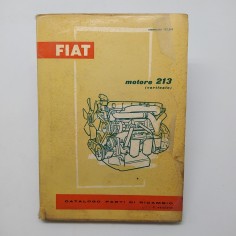 FIAT
motore 213
(verticale)
CATALOGO PARTI DI RICAMBIO